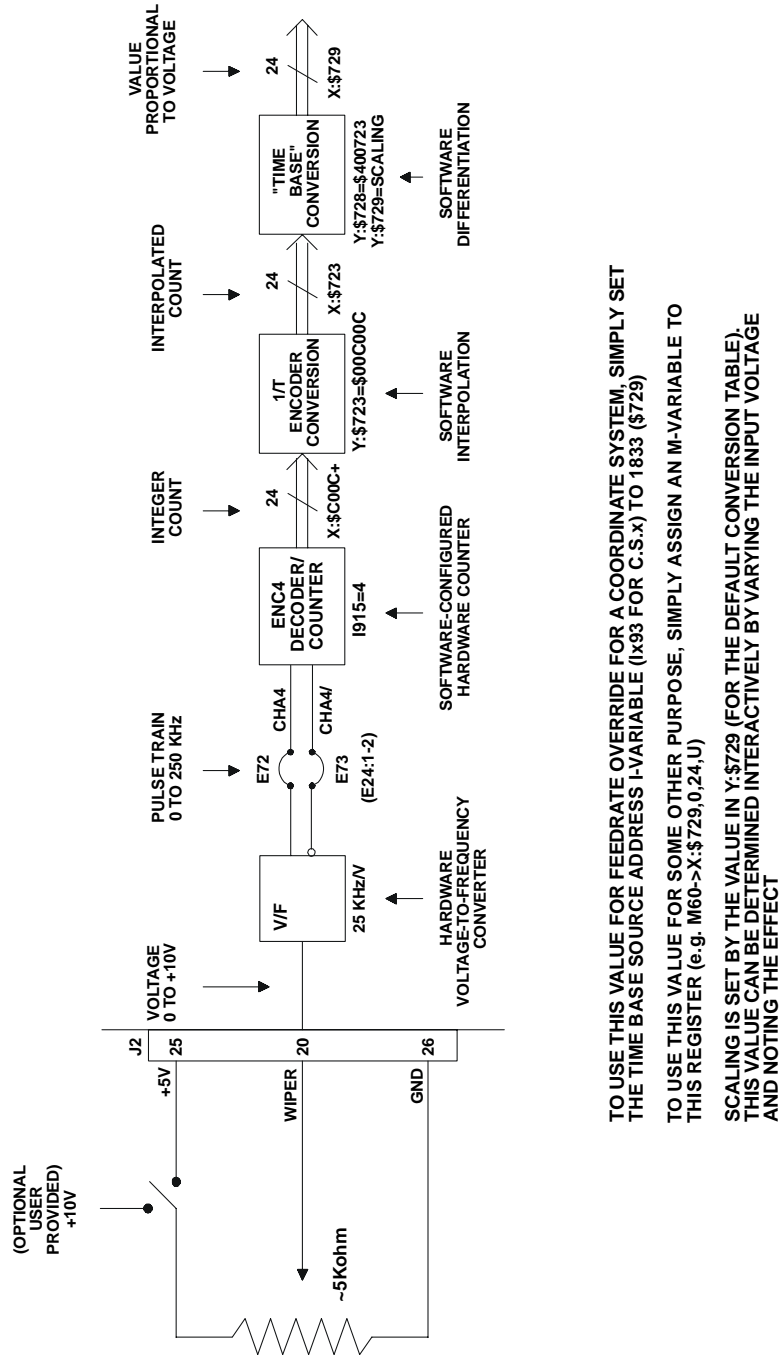 (OPTIONAL
USER
PROVIDED)
+10V
~5Kohm
J2
25
+5V
20
WIPER
26
GND
VOLTAGE
0 TO +10V
V/F
25 KHz/V
HARDWARE
VOLTAGE-TO-FREQUENCY
CONVERTER
PULSE TRAIN
0 TO 250 KHz
E72
E73
(E24:1-2)
CHA4
CHA4/
ENC4
DECODER/
COUNTER
I915=4
SOFTWARE-CONFIGURED
HARDWARE COUNTER
INTEGER
COUNT
24
X:$C00C+
1/T
ENCODER
CONVERSION
Y:$723=$00C00C
SOFTWARE
INTERPOLATION
INTERPOLATED
COUNT
24
X:$723
"TIME
BASE"
CONVERSION
Y:$728=$400723
Y:$729=SCALING
SOFTWARE
DIFFERENTIATION
VALUE
PROPORTIONAL
TO VOLTAGE
24
X:$729
TO USE THIS VALUE FOR FEEDRATE OVERRIDE FOR A COORDINATE SYSTEM, SIMPLY SET
THE TIME BASE SOURCE ADDRESS I-VARIABLE (Ix93 FOR C.S.x) TO 1833 ($729)
TO USE THIS VALUE FOR SOME OTHER PURPOSE, SIMPLY ASSIGN AN M-VARIABLE TO
THIS REGISTER (e.g. M60->X:$729,0,24,U)
SCALING IS SET BY THE VALUE IN Y:$729 (FOR THE DEFAULT CONVERSION TABLE).
THIS VALUE CAN BE DETERMINED INTERACTIVELY BY VARYING THE INPUT VOLTAGE
AND NOTING THE EFFECT